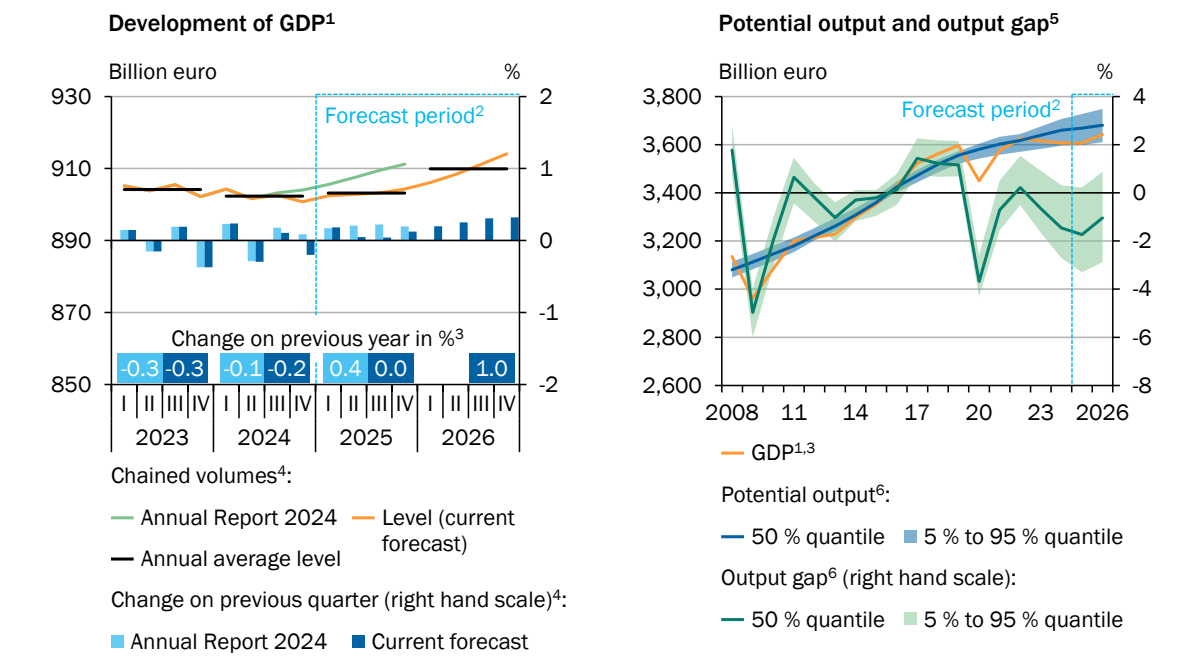 Development of GDP¹
Billion euro %
930 2
Forecast period²
910 1
890 0
870 -1
Change on previous year in %³
-0.3 -0.3 -0.1 -0.2 0.4 0.0 1.0
850 -2
I II III IV I II III IV I II III IV I II III IV
2023 2024 2025 2026
Chained volumes⁴:
Annual Report 2024 Level (current
forecast)
Annual average level
Change on previous quarter (right hand scale)⁴:
Annual Report 2024 Current forecast
Potential output and output gap⁵
Billion euro %
3,800 4
Forecast period²
3,600 2
3,400 0
3,200 -2
3,000 -4
2,800 -6
2,600 -8
2008 11 14 17 20 23 2026
GDP¹,³
Potential output⁶:
50 % quantile 5 % to 95 % quantile
Output gap⁶ (right hand scale):
50 % quantile 5 % to 95 % quantile